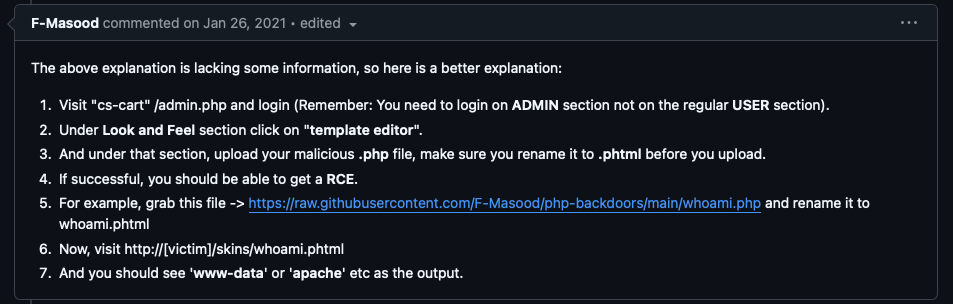 F-Masood commented on Jan 26, 2021 • edited
The above explanation is lacking some information, so here is a better explanation:
1. Visit "cs-cart" /admin.php and login (Remember: You need to login on ADMIN section not on the regular USER section).
2. Under Look and Feel section click on "template editor".
3. And under that section, upload your malicious .php file, make sure you rename it to .phtml before you upload.
4. If successful, you should be able to get a RCE.
5. For example, grab this file -> https://raw.githubusercontent.com/F-Masood/php-backdoors/main/whoami.php and rename it to
whoami.phtml
6. Now, visit http://[victim]/skins/whoami.phtml
7. And you should see 'www-data' or 'apache' etc as the output.